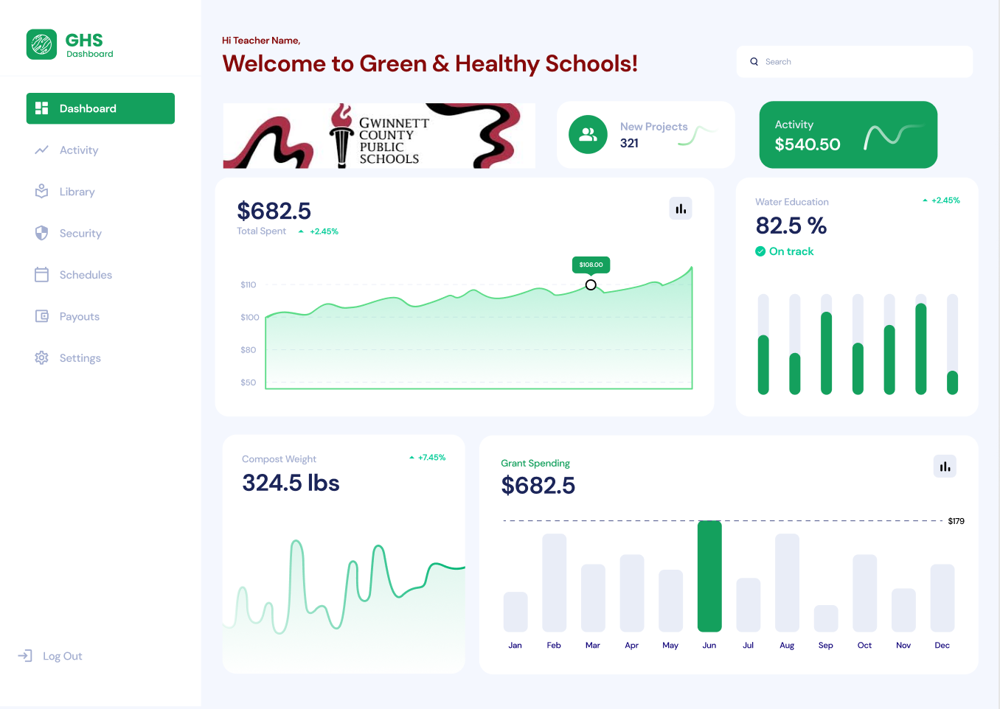 GHS
Dashboard
Dashboard
Activity
Library
Security
Schedules
Payouts
Settings
Log Out
Hi Teacher Name,
Welcome to Green & Healthy Schools!
Search
GWINNETT
COUNTY
PUBLIC
SCHOOLS
New Projects
321
Activity
$540.50
$682.5
Total Spent +2.45%
$108.00
$110
$100
$80
$50
Water Education +2.45%
82.5 %
On track
Compost Weight +7.45%
324.5 lbs
Grant Spending
$682.5
$179
Jan Feb Mar Apr May Jun Jul Aug Sep Oct Nov Dec